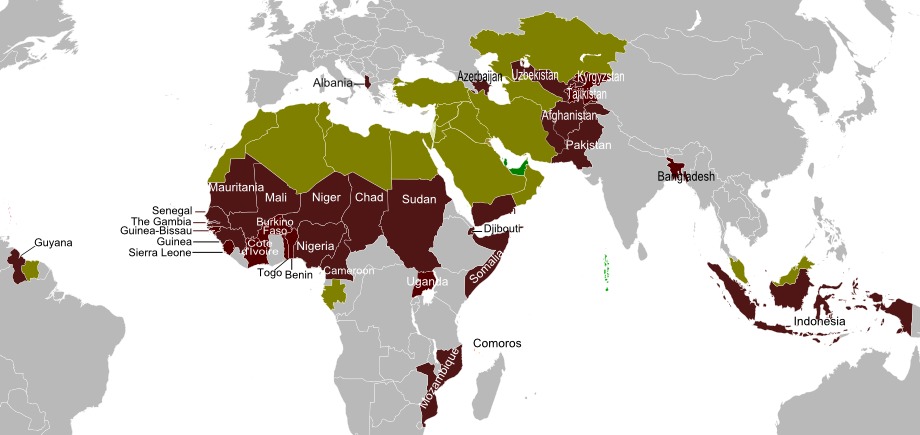 Albania
Azerbaijan
Uzbekistan
Kyrgyzstan
Tajikistan
Afghanistan
Pakistan
Bangladesh
Mauritania
Mali
Niger
Chad
Sudan
Senegal
The Gambia
Guinea-Bissau
Guinea
Sierra Leone
Burkino
Faso
Cote
d'Ivoire
Nigeria
Togo
Benin
Cameroon
Djibouti
Somalia
Uganda
Guyana
Comoros
Mozambique
Indonesia